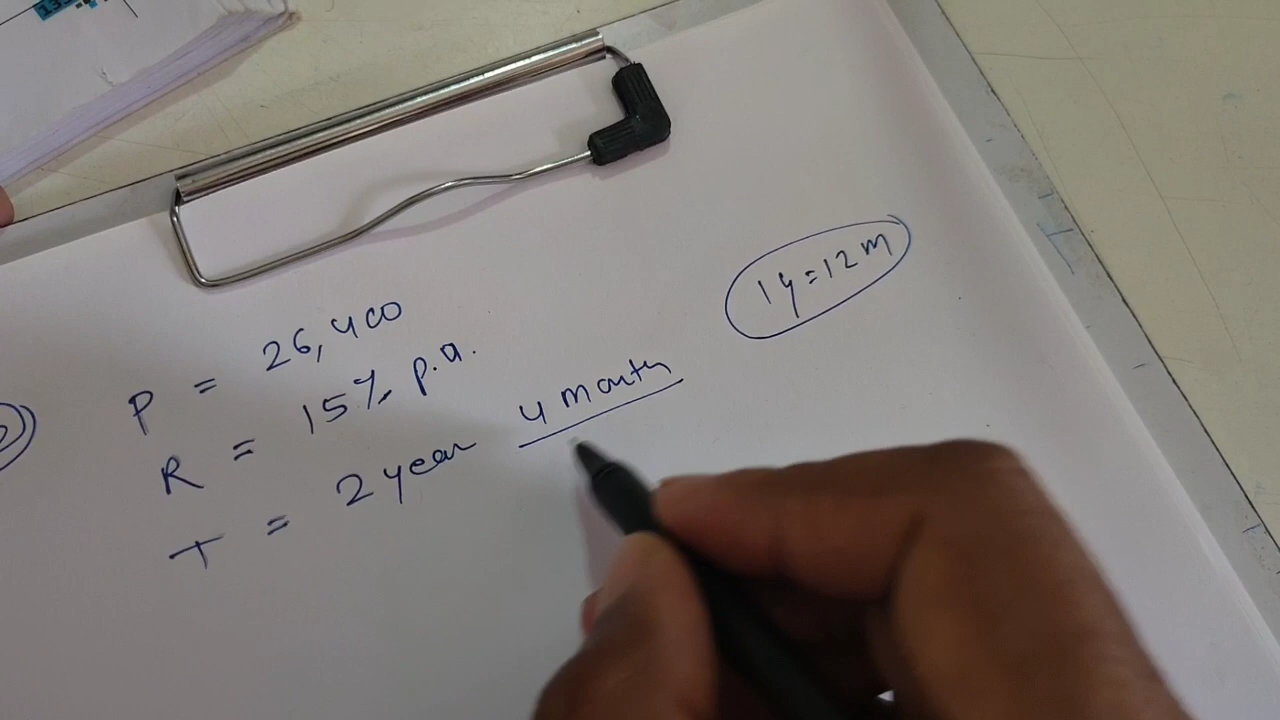 1y=12m
P = 26,400
R = 15% p.a.
T = 2 year 4 month